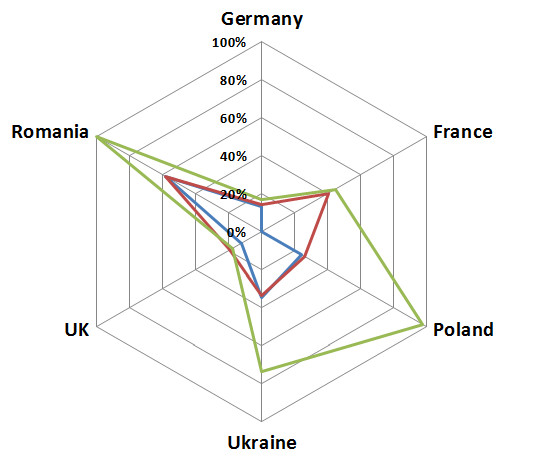 Germany
100%
80%
60%
40%
20%
0%
Romania
France
UK
Poland
Ukraine